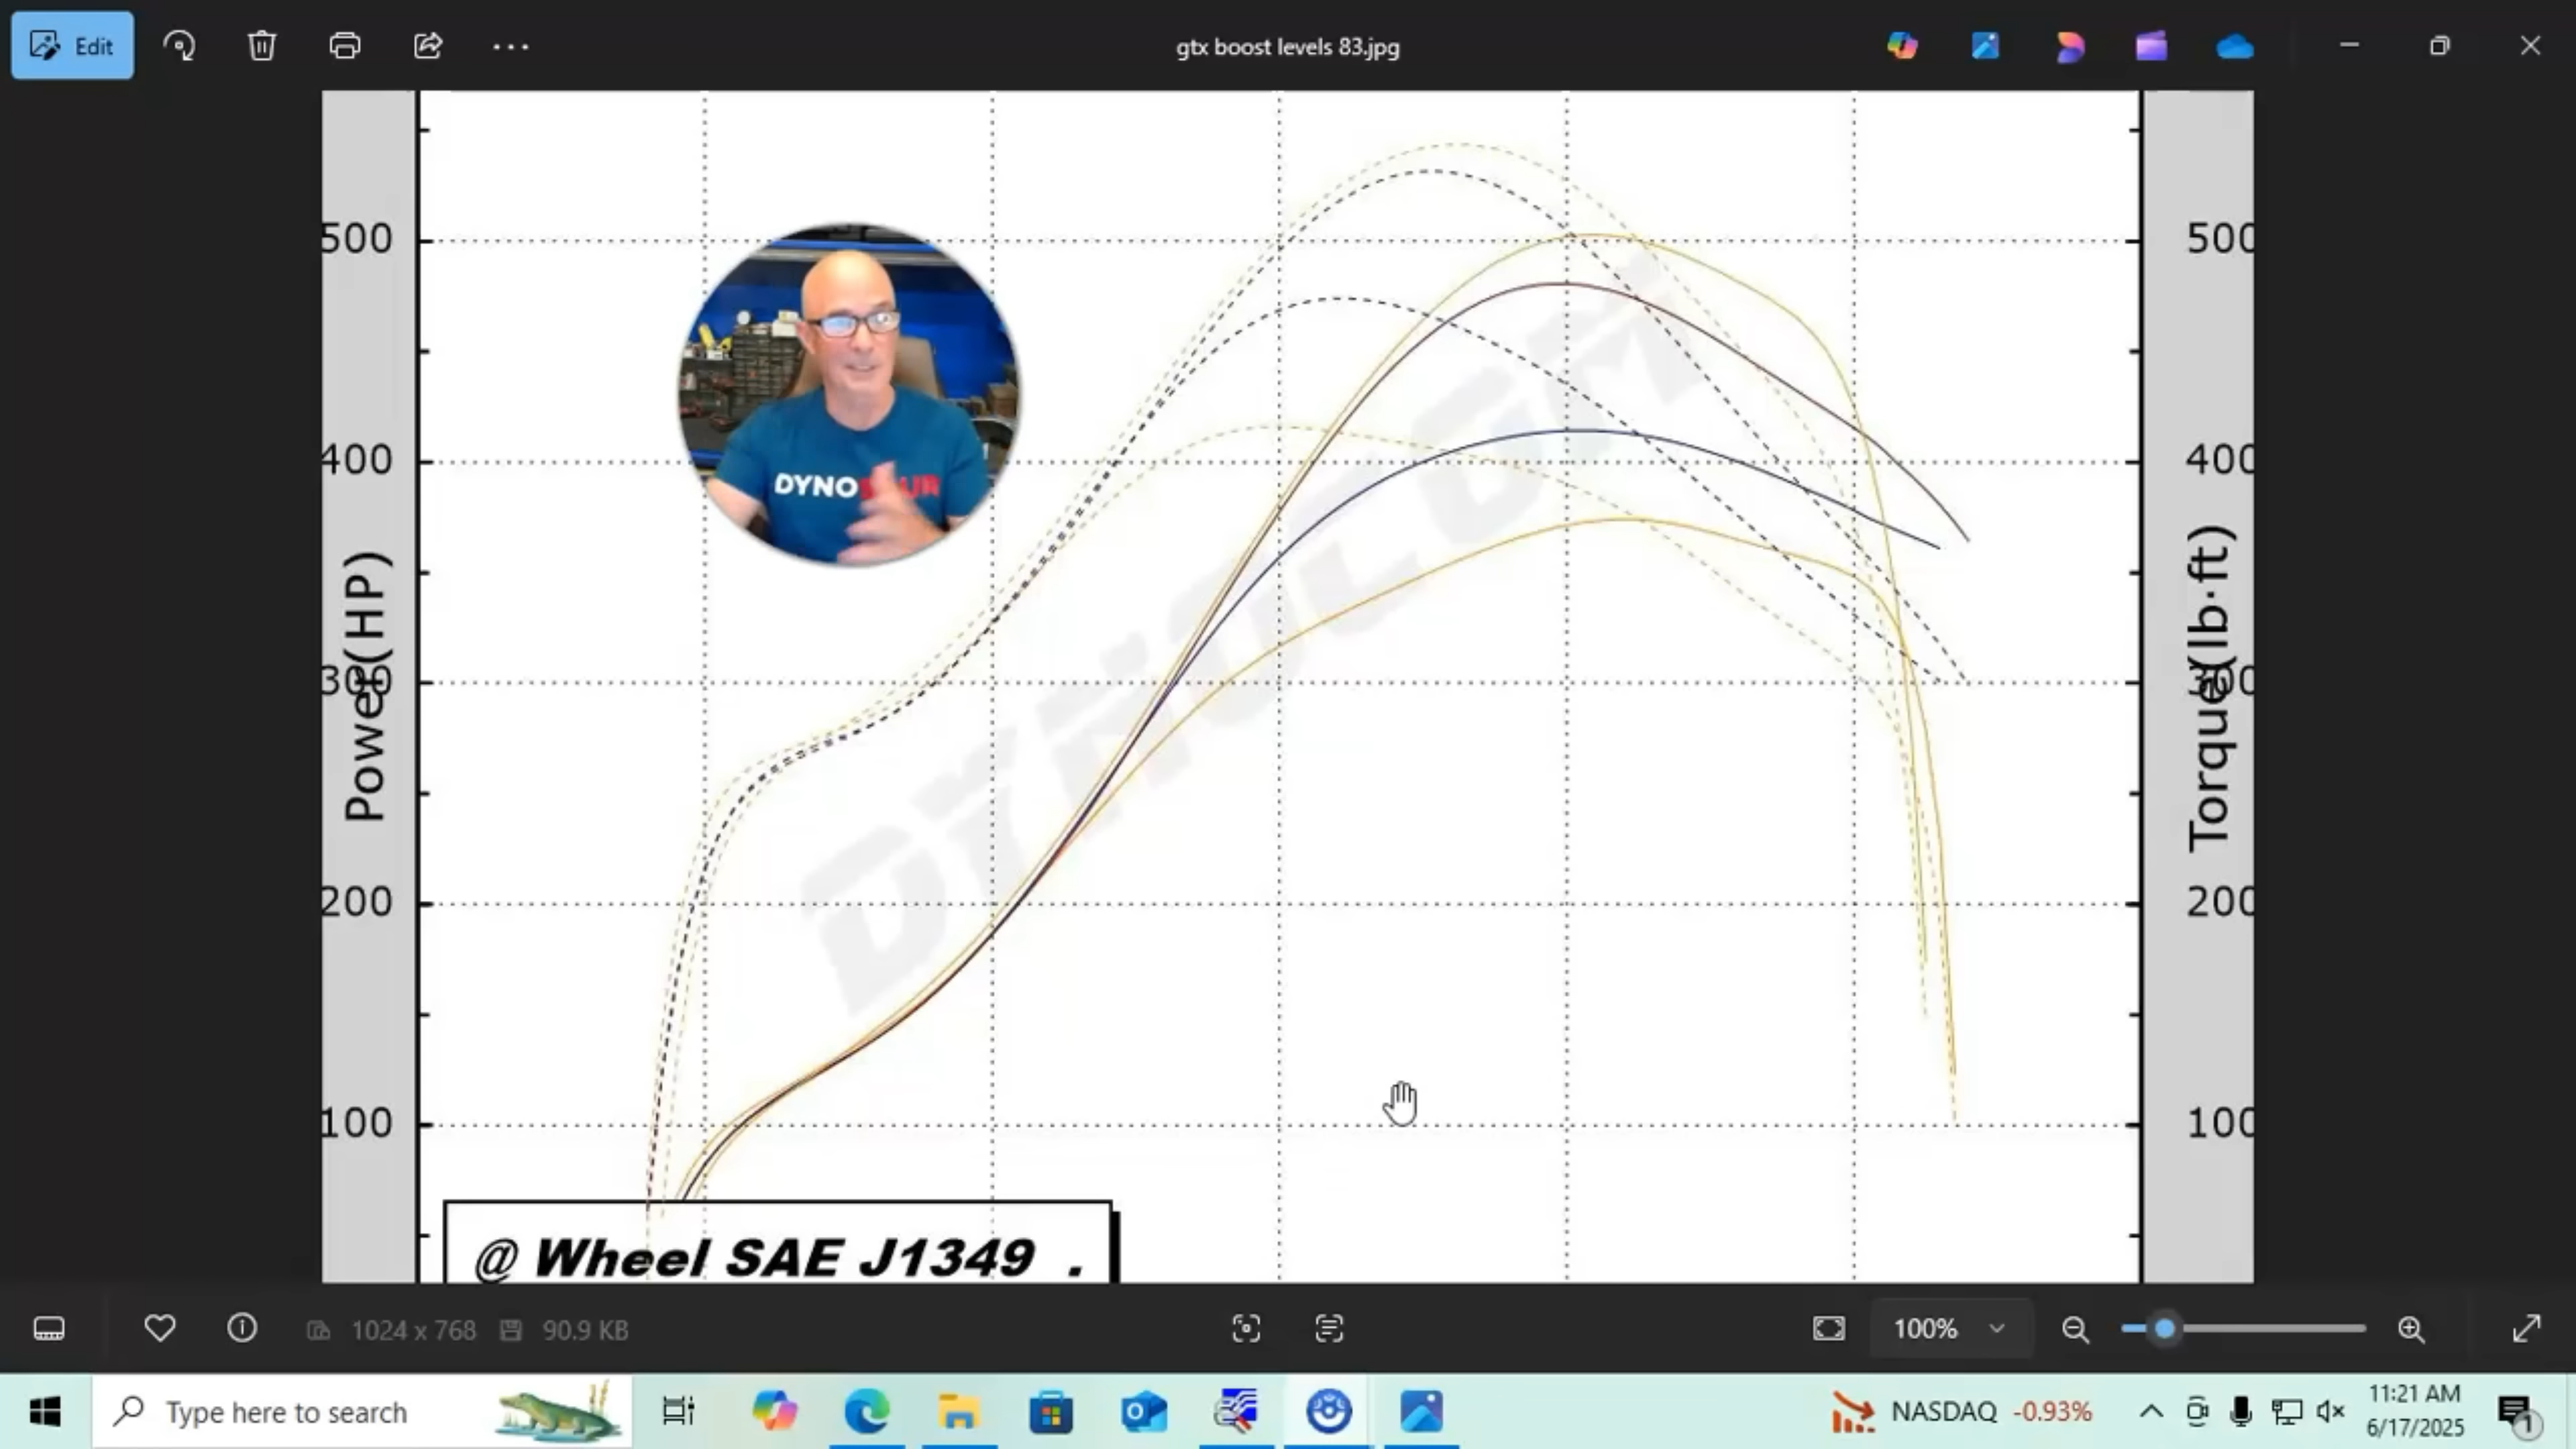 Edit
gtx boost levels 83.jpg
500
500
400
400
Power (HP)
Torque (lb·ft)
300
300
200
200
100
100
DYNO
DYNOLOGY
@ Wheel SAE J1349 .
1024 x 768
90.9 KB
100%
Type here to search
NASDAQ -0.93%
11:21 AM
6/17/2025
1